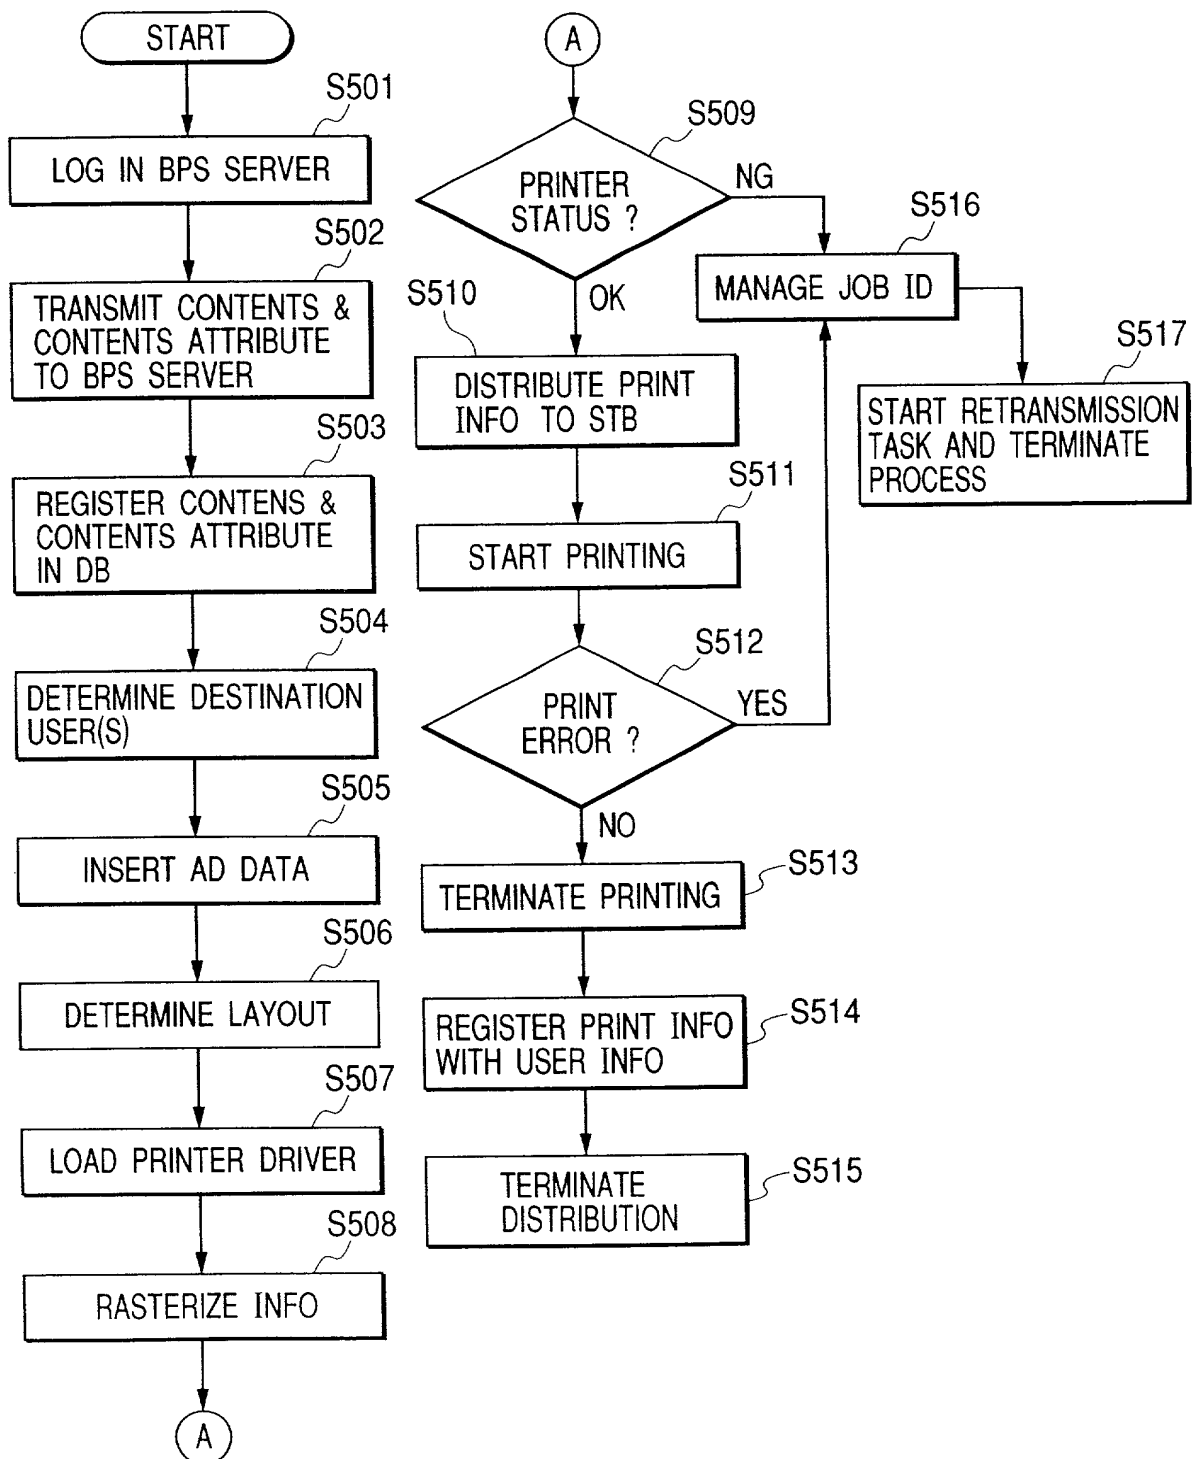 START
S501
LOG IN BPS SERVER
S502
TRANSMIT CONTENTS &
CONTENTS ATTRIBUTE
TO BPS SERVER
S503
REGISTER CONTENS &
CONTENTS ATTRIBUTE
IN DB
S504
DETERMINE DESTINATION
USER(S)
S505
INSERT AD DATA
S506
DETERMINE LAYOUT
S507
LOAD PRINTER DRIVER
S508
RASTERIZE INFO
A
A
S509
PRINTER
STATUS ?
NG
OK
S510
DISTRIBUTE PRINT
INFO TO STB
S511
START PRINTING
S512
PRINT
ERROR ?
YES
NO
S513
TERMINATE PRINTING
S514
REGISTER PRINT INFO
WITH USER INFO
S515
TERMINATE
DISTRIBUTION
S516
MANAGE JOB ID
S517
START RETRANSMISSION
TASK AND TERMINATE
PROCESS